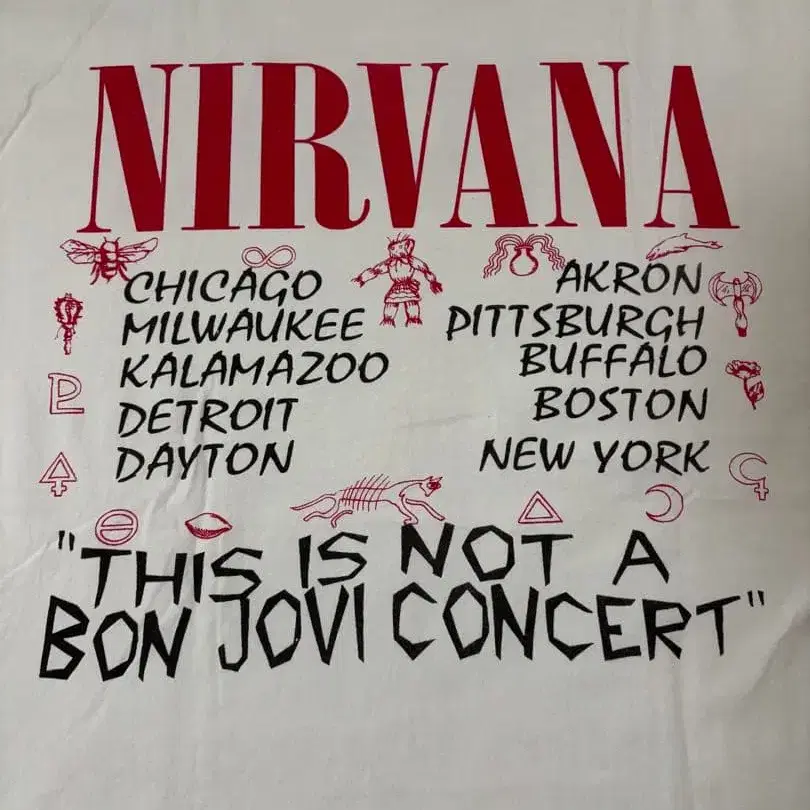 NIRVANA
CHICAGO
MILWAUKEE
KALAMAZOO
DETROIT
DAYTON
AKRON
PITTSBURGH
BUFFALO
BOSTON
NEW YORK
"THIS IS NOT A
BON JOVI CONCERT"